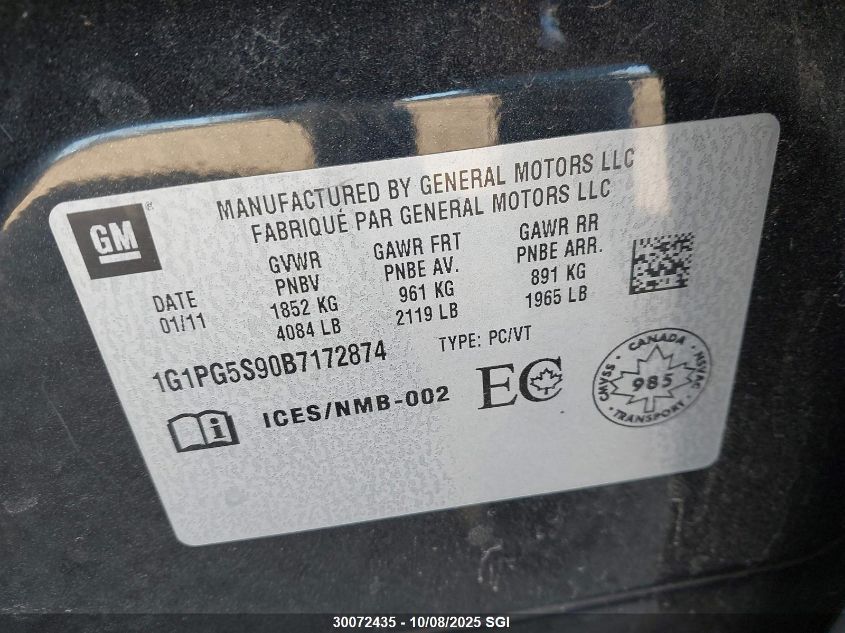 GM
MANUFACTURED BY GENERAL MOTORS LLC
FABRIQUÉ PAR GENERAL MOTORS LLC
DATE
01/11
GVWR
PNBV
1852 KG
4084 LB
GAWR FRT
PNBE AV.
961 KG
2119 LB
GAWR RR
PNBE ARR.
891 KG
1965 LB
1G1PG5S90B7172874
TYPE: PC/VT
i ICES/NMB-002
EC
CANADA
CMVSS 985 NSVAC
TRANSPORT
30072435 - 10/08/2025 SGI